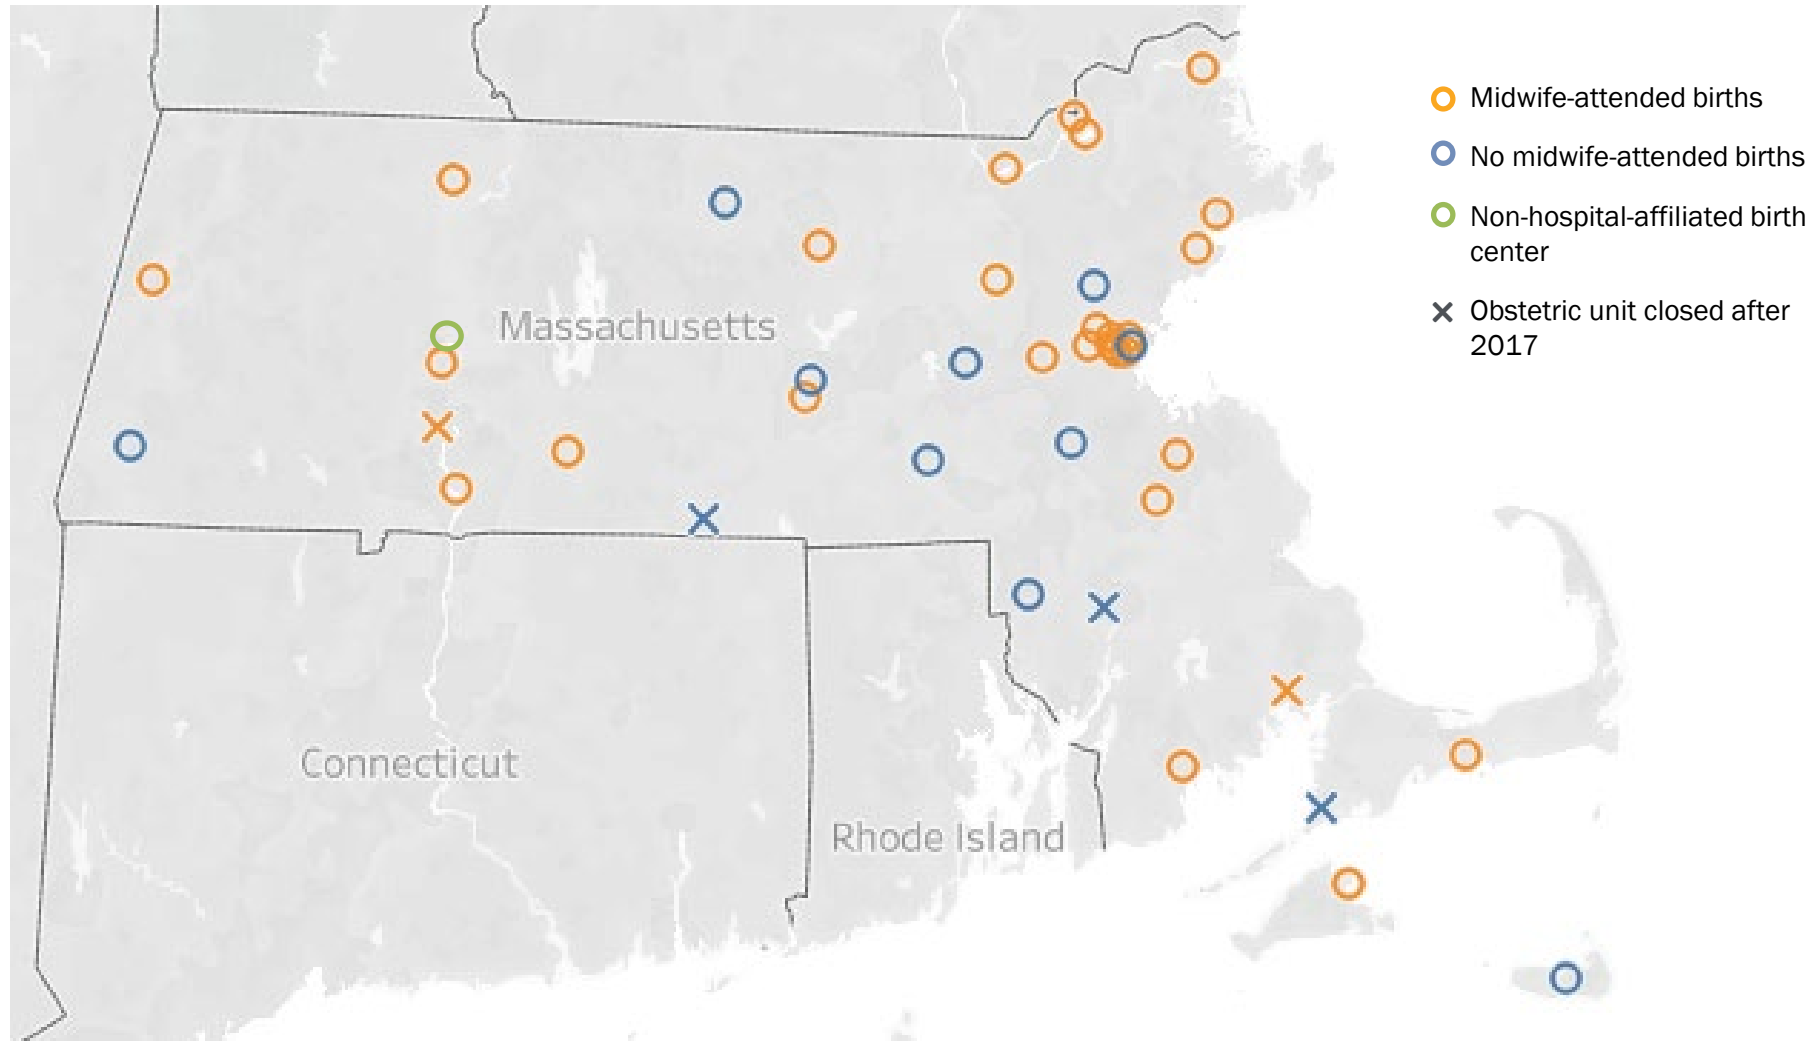 Midwife-attended births
No midwife-attended births
Non-hospital-affiliated birth
center
Obstetric unit closed after
2017
Massachusetts
Connecticut
Rhode Island